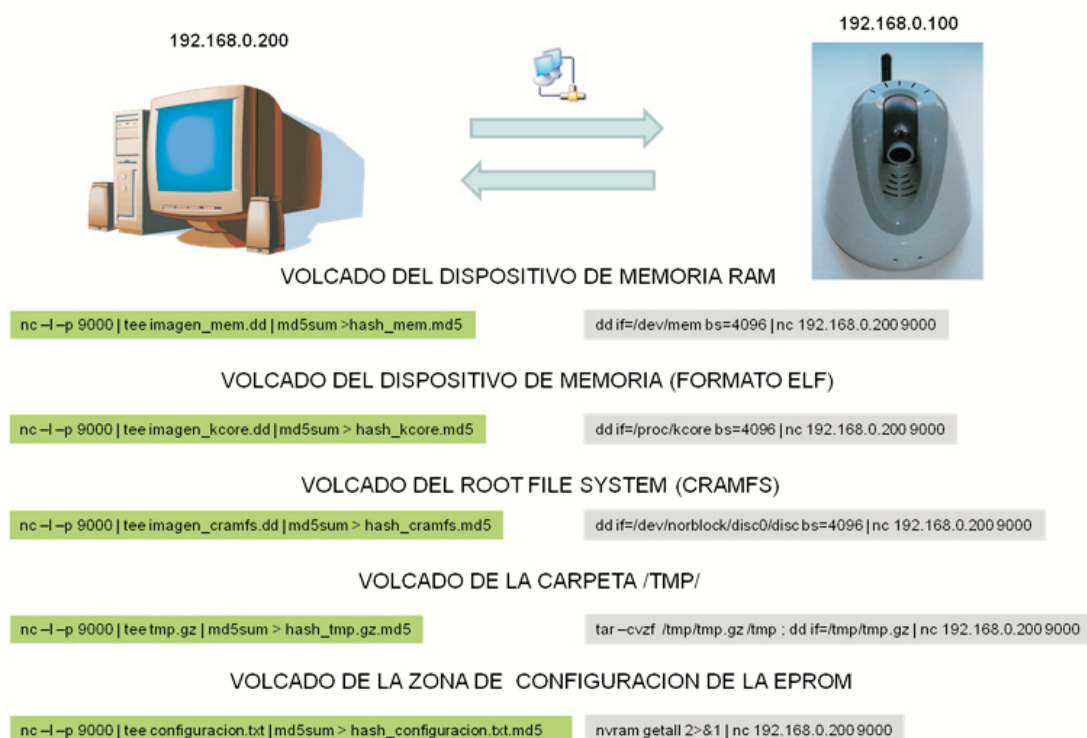 192.168.0.200
192.168.0.100
VOLCADO DEL DISPOSITIVO DE MEMORIA RAM
nc –l –p 9000 | tee imagen_mem.dd | md5sum >hash_mem.md5
dd if=/dev/mem bs=4096 | nc 192.168.0.200 9000
VOLCADO DEL DISPOSITIVO DE MEMORIA (FORMATO ELF)
nc –l –p 9000 | tee imagen_kcore.dd | md5sum > hash_kcore.md5
dd if=/proc/kcore bs=4096 | nc 192.168.0.200 9000
VOLCADO DEL ROOT FILE SYSTEM (CRAMFS)
nc –l –p 9000 | tee imagen_cramfs.dd | md5sum > hash_cramfs.md5
dd if=/dev/norblock/disc0/disc bs=4096 | nc 192.168.0.200 9000
VOLCADO DE LA CARPETA /TMP/
nc –l –p 9000 | tee tmp.gz | md5sum > hash_tmp.gz.md5
tar –cvzf /tmp/tmp.gz /tmp ; dd if=/tmp/tmp.gz | nc 192.168.0.200 9000
VOLCADO DE LA ZONA DE CONFIGURACION DE LA EPROM
nc –l –p 9000 | tee configuracion.txt | md5sum > hash_configuracion.txt.md5
nvram getall 2>&1 | nc 192.168.0.200 9000